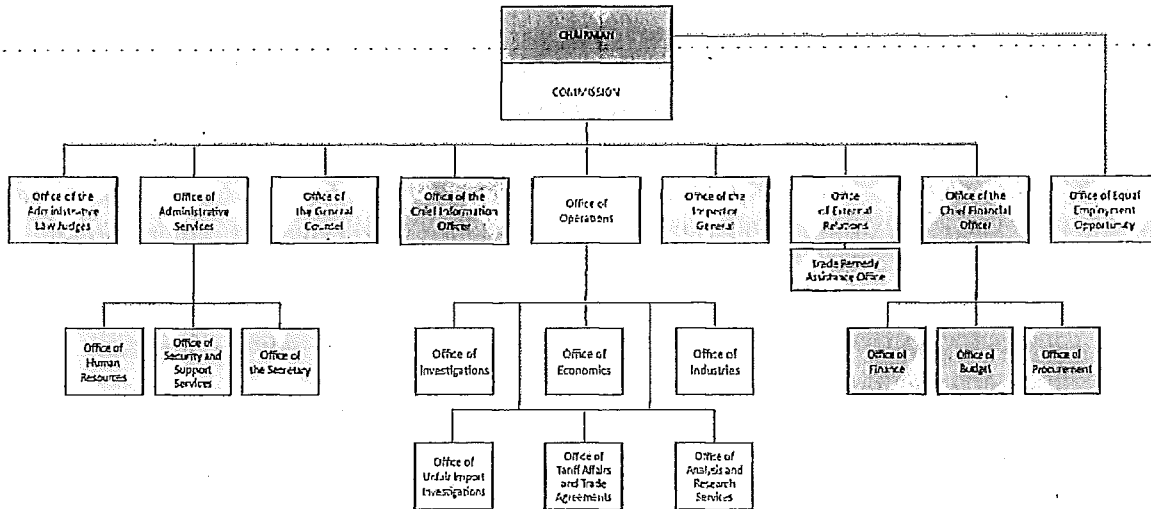 CHAIRMAN
COMMISSION
Office of the
Administrative
Law Judges
Office of
Administrative
Services
Office of
the General
Counsel
Office of the
Chief Information
Officer
Office of
Operations
Office of the
Inspector
General
Office
of External
Relations
Trade Remedy
Assistance Office
Office of the
Chief Financial
Officer
Office of Equal
Employment
Opportunity
Office of
Human
Resources
Office of
Security and
Support
Services
Office of
the Secretary
Office of
Investigations
Office of
Economics
Office of
Industries
Office of
Finance
Office of
Budget
Office of
Procurement
Office of
Unfair Import
Investigations
Office of
Tariff Affairs
and Trade
Agreements
Office of
Analysis and
Research
Services